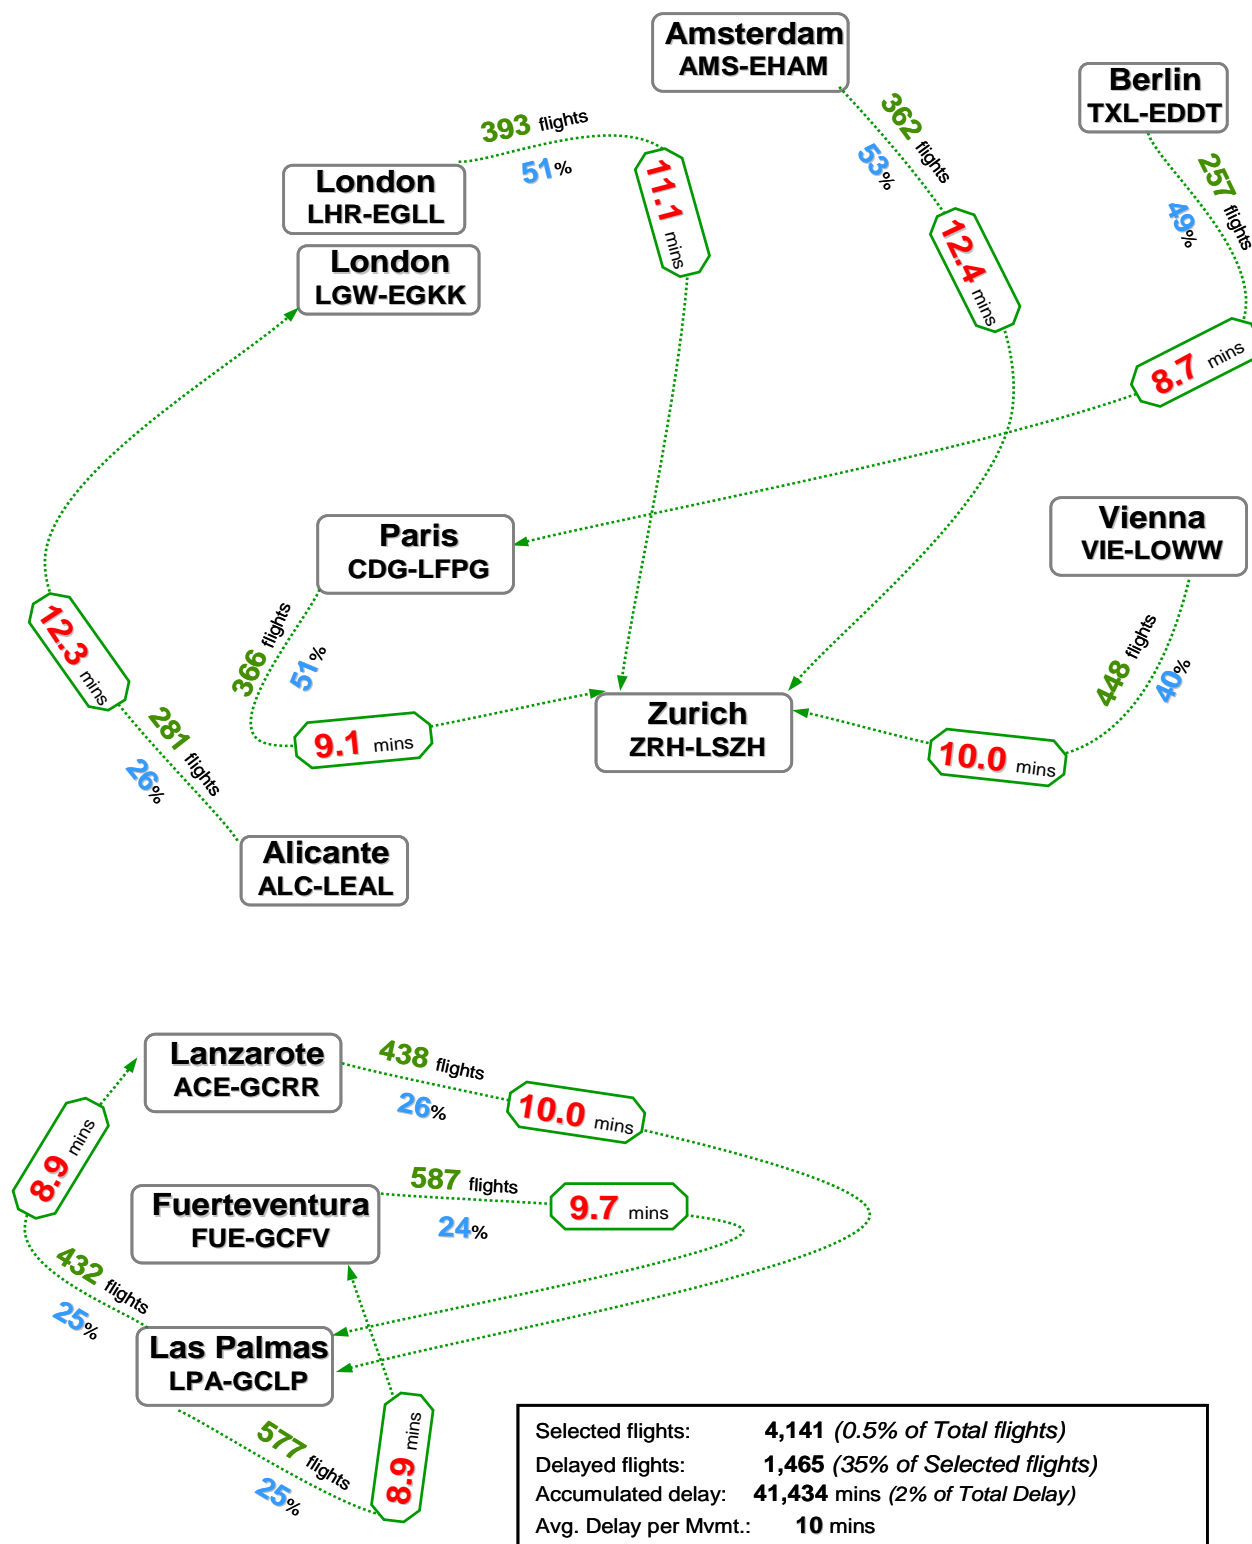 Amsterdam
AMS-EHAM
Berlin
TXL-EDDT
362 flights
53%
257 flights
49%
393 flights
51%
London
LHR-EGLL
11.1 mins
12.4 mins
London
LGW-EGKK
8.7 mins
Paris
CDG-LFPG
Vienna
VIE-LOWW
366 flights
51%
448 flights
40%
12.3 mins
281 flights
26%
9.1 mins
Zurich
ZRH-LSZH
10.0 mins
Alicante
ALC-LEAL
Lanzarote
ACE-GCRR
438 flights
26%
10.0 mins
8.9 mins
Fuerteventura
FUE-GCFV
587 flights
24%
9.7 mins
432 flights
25%
Las Palmas
LPA-GCLP
577 flights
25%
8.9 mins
Selected flights: 4,141 (0.5% of Total flights)
Delayed flights: 1,465 (35% of Selected flights)
Accumulated delay: 41,434 mins (2% of Total Delay)
Avg. Delay per Mvmt.: 10 mins